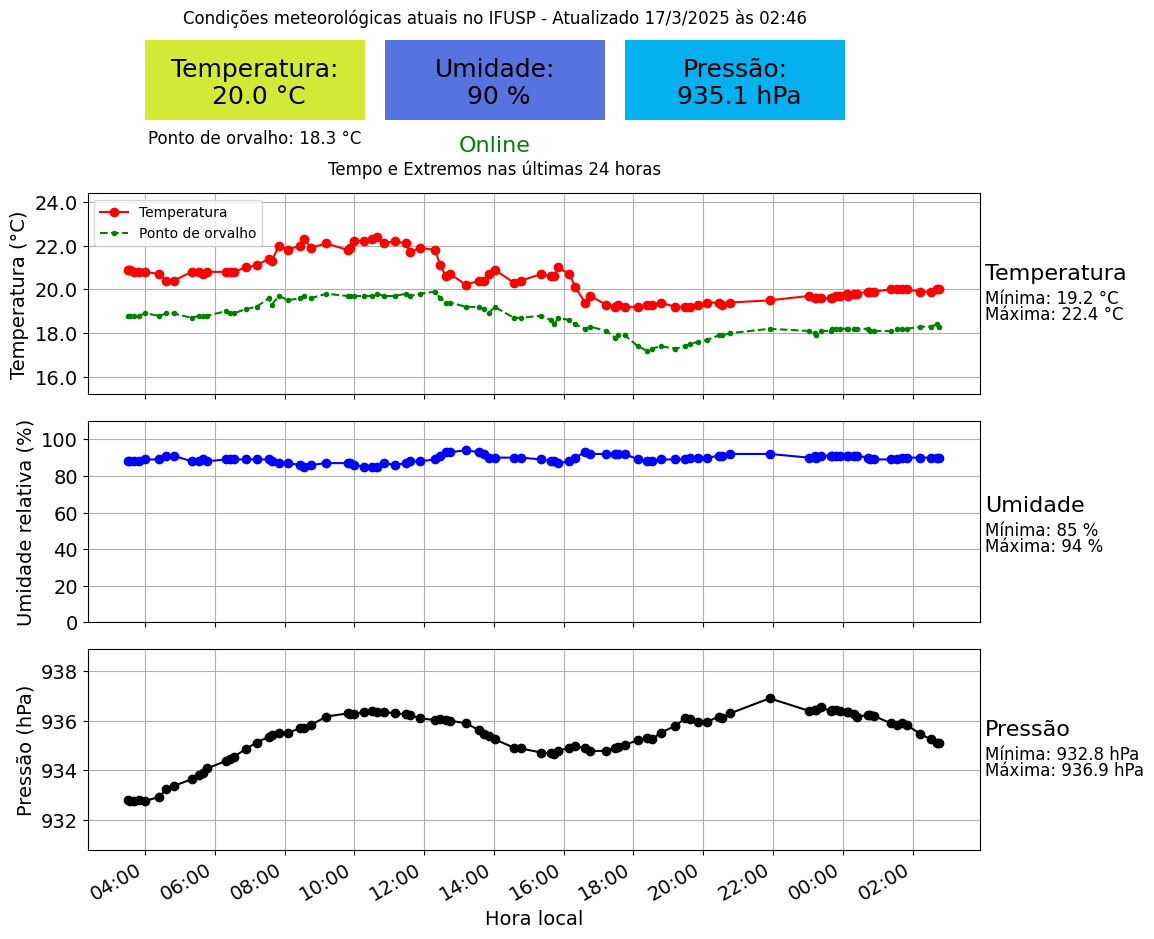 Condições meteorológicas atuais no IFUSP - Atualizado 17/3/2025 às 02:46
Temperatura:
20.0 °C
Umidade:
90 %
Pressão:
935.1 hPa
Ponto de orvalho: 18.3 °C
Online
Tempo e Extremos nas últimas 24 horas
Temperatura (°C)
24.0
22.0
20.0
18.0
16.0
Temperatura
Ponto de orvalho
Temperatura
Mínima: 19.2 °C
Máxima: 22.4 °C
Umidade relativa (%)
100
80
60
40
20
0
Umidade
Mínima: 85 %
Máxima: 94 %
Pressão (hPa)
938
936
934
932
Pressão
Mínima: 932.8 hPa
Máxima: 936.9 hPa
04:00 06:00 08:00 10:00 12:00 14:00 16:00 18:00 20:00 22:00 00:00 02:00
Hora local